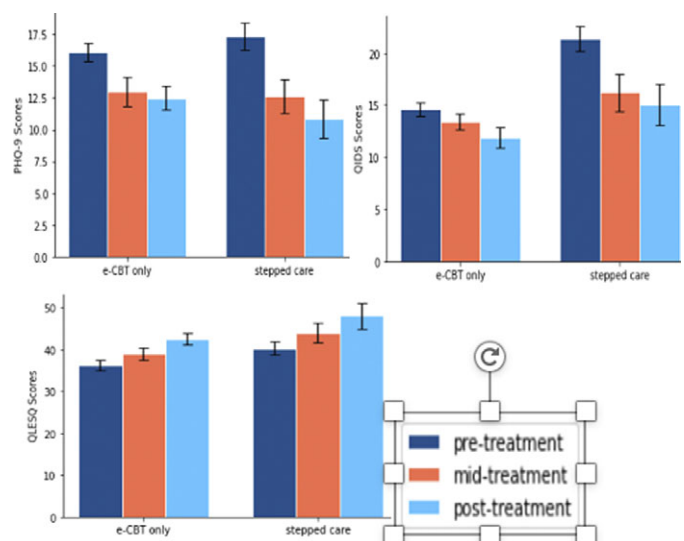 17.5
15.0
12.5
10.0
7.5
5.0
2.5
0.0
PHQ-9 Scores
e-CBT only
stepped care
20
15
10
5
0
QIDS Scores
e-CBT only
stepped care
50
40
30
20
10
0
QLESQ Scores
e-CBT only
stepped care
pre-treatment
mid-treatment
post-treatment